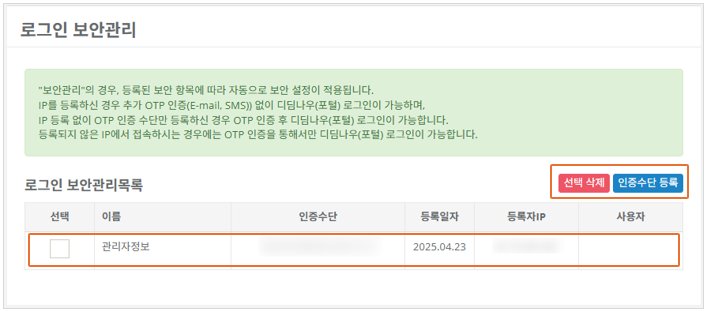 로그인 보안관리
"보안관리"의 경우, 등록된 보안 항목에 따라 자동으로 보안 설정이 적용됩니다.
IP를 등록하신 경우 추가 OTP 인증(E-mail, SMS)) 없이 디딤나우(포털) 로그인이 가능하며,
IP 등록 없이 OTP 인증 수단만 등록하신 경우 OTP 인증 후 디딤나우(포털) 로그인이 가능합니다.
등록되지 않은 IP에서 접속하시는 경우에는 OTP 인증을 통해서만 디딤나우(포털) 로그인이 가능합니다.
로그인 보안관리목록 선택 삭제 인증수단 등록
선택 이름 인증수단 등록일자 등록자IP 사용자
관리자정보 2025.04.23